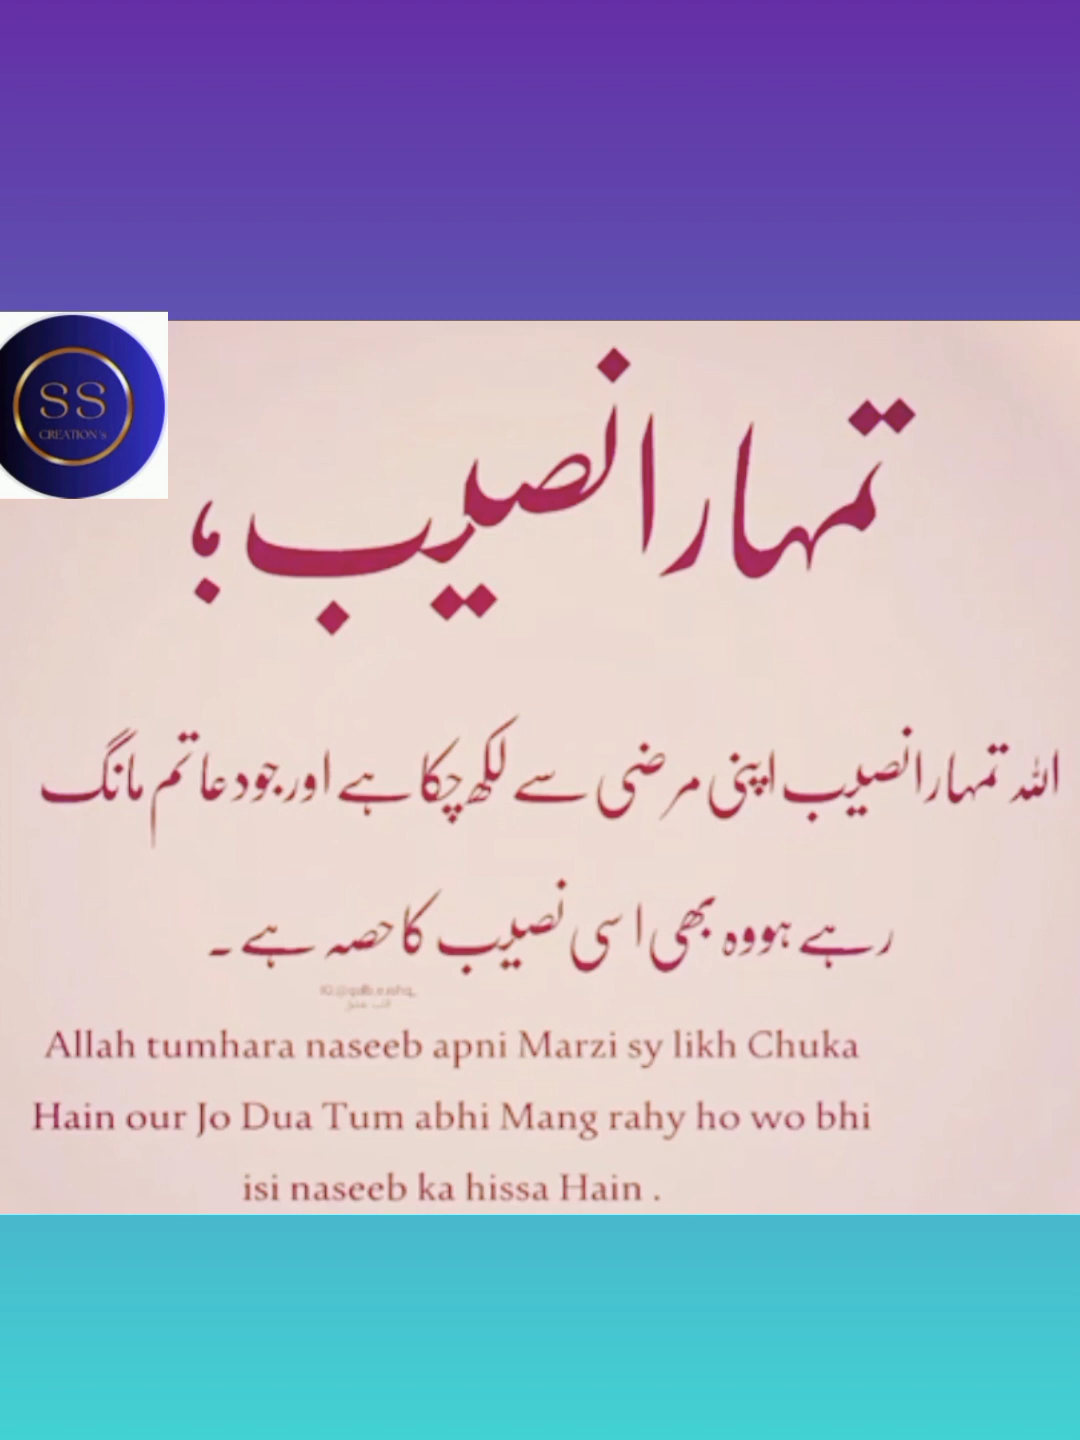 SS
CREATION's
تمہارا نصیب ؛
اللہ تمہارا نصیب اپنی مرضی سے لکھ چکا ہے اور جو دعا تم مانگ
رہے ہو وہ بھی اسی نصیب کا حصہ ہے ۔
Allah tumhara naseeb apni Marzi sy likh Chuka
Hain our Jo Dua Tum abhi Mang rahy ho wo bhi
isi naseeb ka hissa Hain .